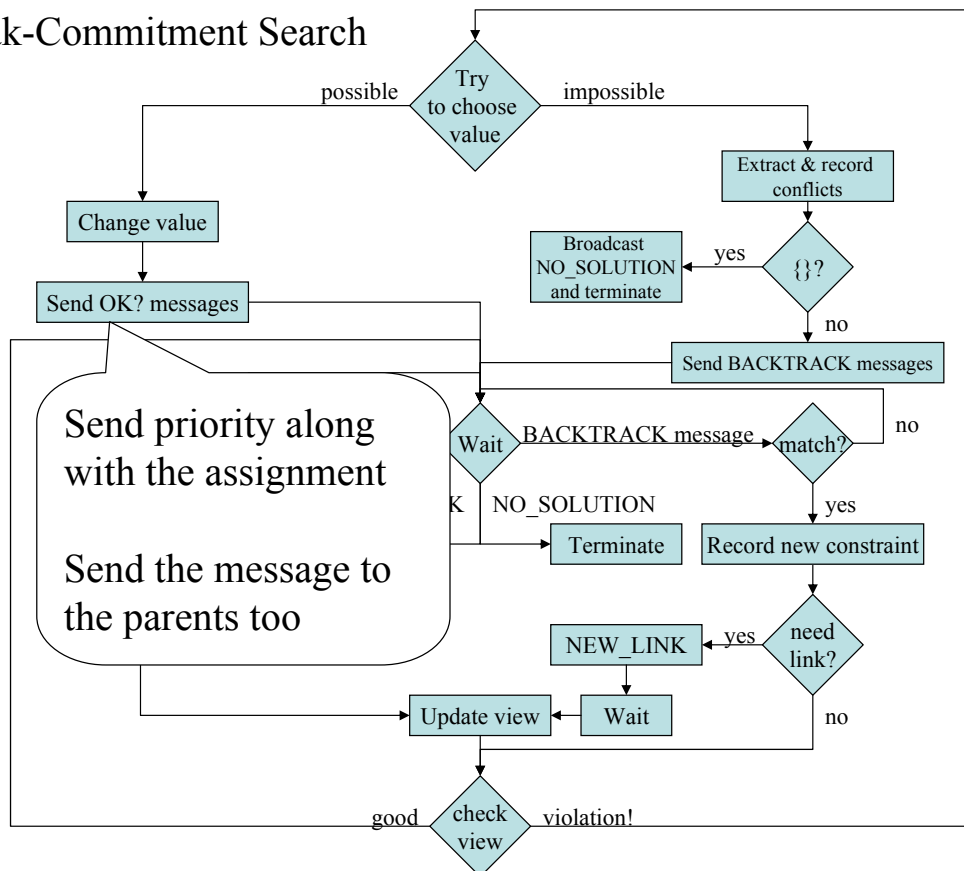 k-Commitment Search
Try
to choose
value
possible
impossible
Extract & record
conflicts
Change value
Broadcast
NO_SOLUTION
and terminate
yes
{}?
Send OK? messages
no
Send BACKTRACK messages
Send priority along
with the assignment
Send the message to
the parents too
Wait
BACKTRACK message
match?
no
K
NO_SOLUTION
yes
Terminate
Record new constraint
NEW_LINK
yes
need
link?
Update view
Wait
no
good
check
view
violation!